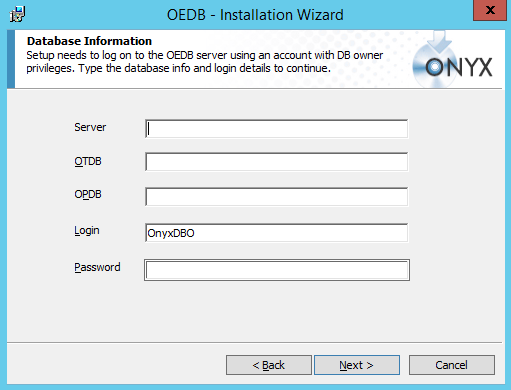 OEDB - Installation Wizard
x
Database Information
Setup needs to log on to the OEDB server using an account with DB owner
privileges. Type the database info and login details to continue.
ONYX
Server
OTDB
OPDB
Login
OnyxDBO
Password
< Back
Next >
Cancel